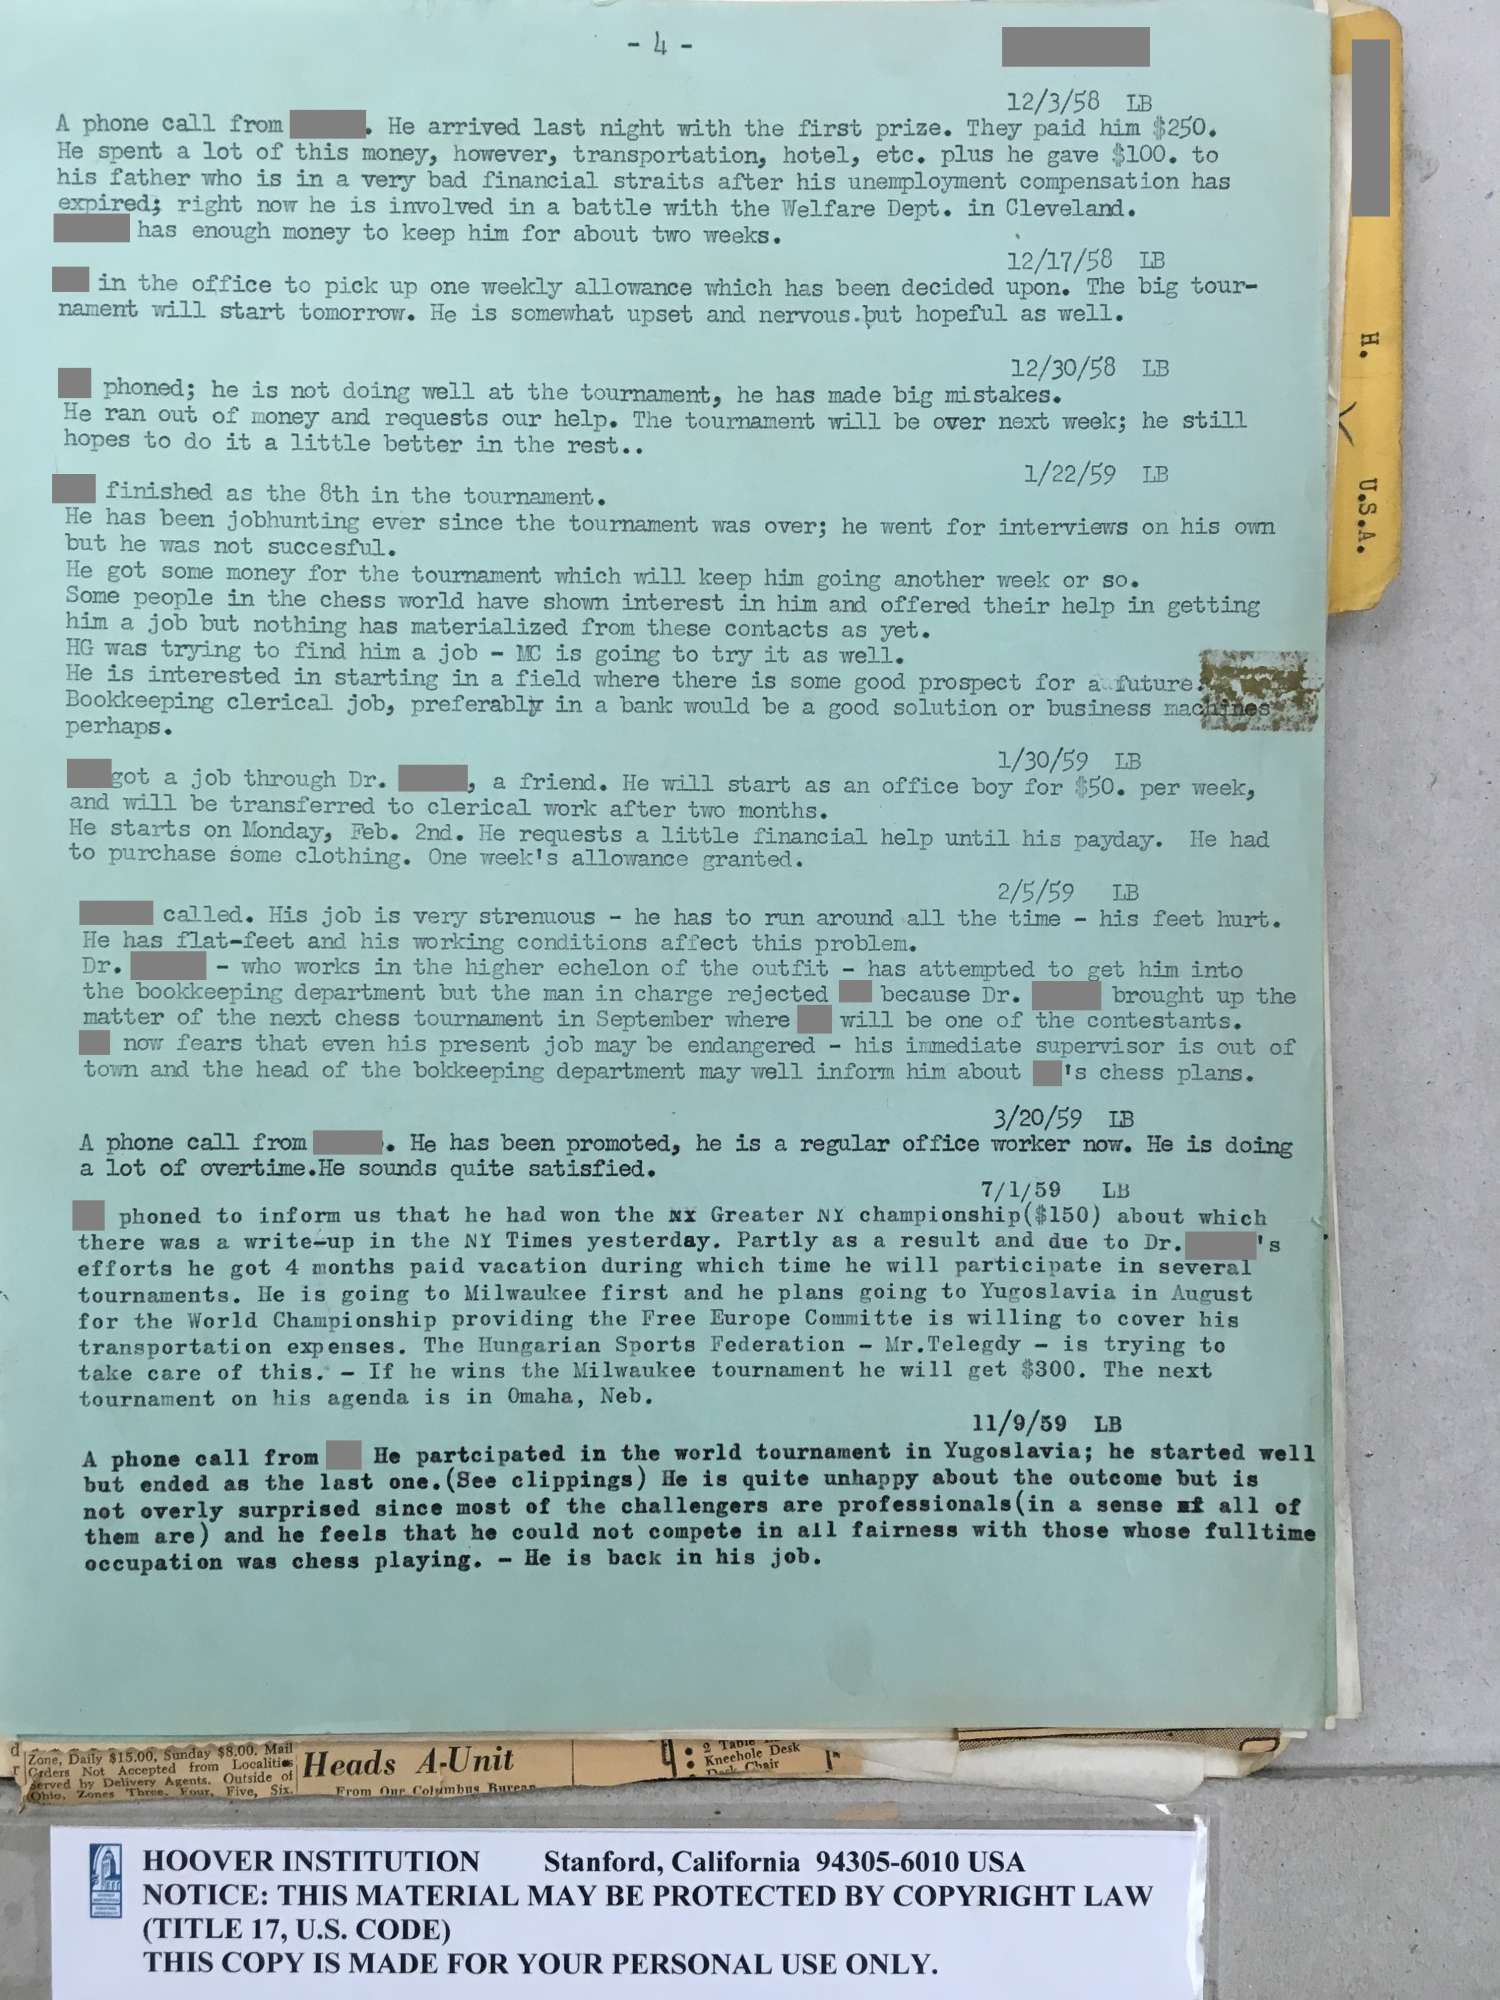 - 4 -
12/3/58 LB
A phone call from . He arrived last night with the first prize. They paid him $250.
He spent a lot of this money, however, transportation, hotel, etc. plus he gave $100. to
his father who is in a very bad financial straits after his unemployment compensation has
expired; right now he is involved in a battle with the Welfare Dept. in Cleveland.
has enough money to keep him for about two weeks.
12/17/58 LB
in the office to pick up one weekly allowance which has been decided upon. The big tour-
nament will start tomorrow. He is somewhat upset and nervous.but hopeful as well.
12/30/58 LB
phoned; he is not doing well at the tournament, he has made big mistakes.
He ran out of money and requests our help. The tournament will be over next week; he still
hopes to do it a little better in the rest..
1/22/59 LB
finished as the 8th in the tournament.
He has been jobhunting ever since the tournament was over; he went for interviews on his own
but he was not succesful.
He got some money for the tournament which will keep him going another week or so.
Some people in the chess world have shown interest in him and offered their help in getting
him a job but nothing has materialized from these contacts as yet.
HG was trying to find him a job - MC is going to try it as well.
He is interested in starting in a field where there is some good prospect for a future.
Bookkeeping clerical job, preferably in a bank would be a good solution or business machines
perhaps.
1/30/59 LB
got a job through Dr. , a friend. He will start as an office boy for $50. per week,
and will be transferred to clerical work after two months.
He starts on Monday, Feb. 2nd. He requests a little financial help until his payday. He had
to purchase some clothing. One week's allowance granted.
2/5/59 LB
called. His job is very strenuous - he has to run around all the time - his feet hurt.
He has flat-feet and his working conditions affect this problem.
Dr. - who works in the higher echelon of the outfit - has attempted to get him into
the bookkeeping department but the man in charge rejected because Dr. brought up the
matter of the next chess tournament in September where will be one of the contestants.
now fears that even his present job may be endangered - his immediate supervisor is out of
town and the head of the bokkeeping department may well inform him about 's chess plans.
3/20/59 LB
A phone call from . He has been promoted, he is a regular office worker now. He is doing
a lot of overtime.He sounds quite satisfied.
7/1/59 LB
phoned to inform us that he had won the xx Greater NY championship($150) about which
there was a write-up in the NY Times yesterday. Partly as a result and due to Dr. 's
efforts he got 4 months paid vacation during which time he will participate in several
tournaments. He is going to Milwaukee first and he plans going to Yugoslavia in August
for the World Championship providing the Free Europe Committe is willing to cover his
transportation expenses. The Hungarian Sports Federation - Mr.Telegdy - is trying to
take care of this. - If he wins the Milwaukee tournament he will get $300. The next
tournament on his agenda is in Omaha, Neb.
11/9/59 LB
A phone call from He partcipated in the world tournament in Yugoslavia; he started well
but ended as the last one.(See clippings) He is quite unhappy about the outcome but is
not overly surprised since most of the challengers are professionals(in a sense all of
them are) and he feels that he could not compete in all fairness with those whose fulltime
occupation was chess playing. - He is back in his job.
H.
U.S.A.
Zone, Daily $15.00, Sunday $8.00. Mail
Orders Not Accepted from Localities
Served by Delivery Agents. Outside of
Ohio, Zones Three, Four, Five, Six,
Heads A-Unit
From Our Columbus Bureau
2 Table
Kneehole Desk
Desk Chair
HOOVER INSTITUTION Stanford, California 94305-6010 USA
NOTICE: THIS MATERIAL MAY BE PROTECTED BY COPYRIGHT LAW
(TITLE 17, U.S. CODE)
THIS COPY IS MADE FOR YOUR PERSONAL USE ONLY.